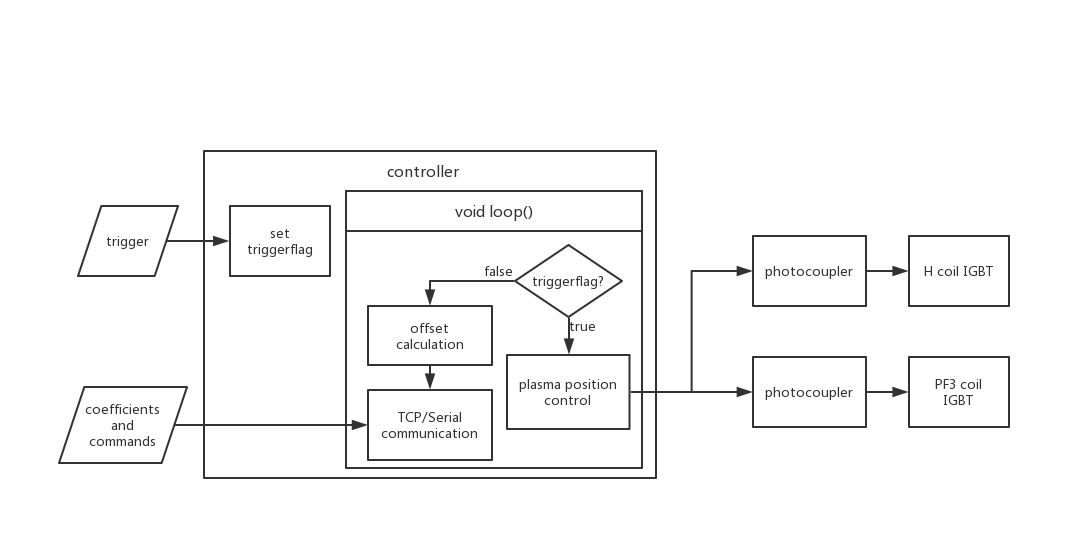 controller
void loop()
trigger
set
triggerflag
false
triggerflag?
true
offset
calculation
plasma position
control
coefficients
and
commands
TCP/Serial
communication
photocoupler
H coil IGBT
photocoupler
PF3 coil
IGBT